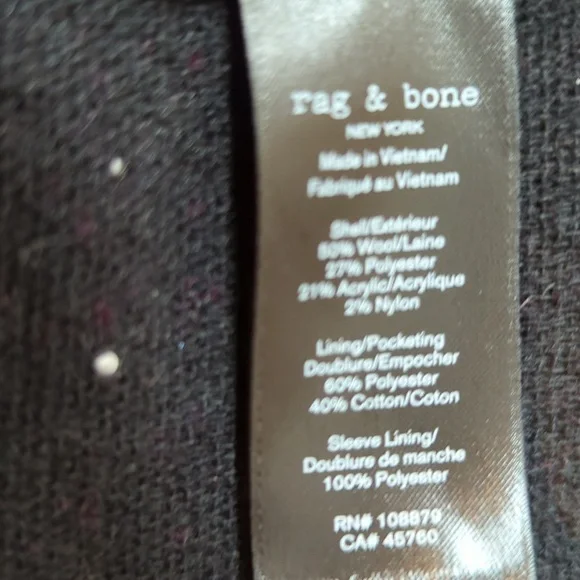 rag & bone
NEW YORK
Made in Vietnam/
Fabriqué au Vietnam
Shell/Extérieur
50% Wool/Laine
27% Polyester
21% Acrylic/Acrylique
2% Nylon
Lining/Pocketing
Doublure/Empocher
60% Polyester
40% Cotton/Coton
Sleeve Lining/
Doublure de manche
100% Polyester
RN# 108879
CA# 45760